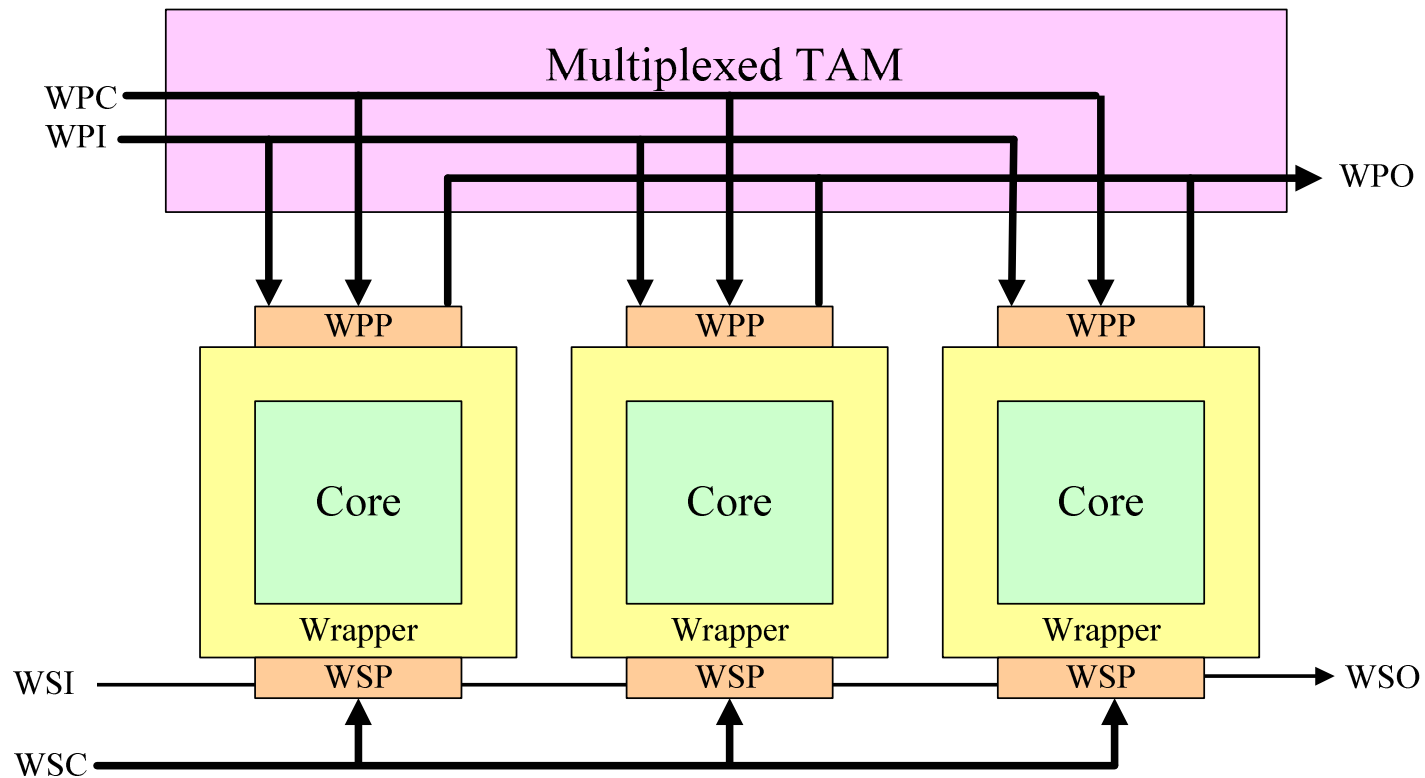 Multiplexed TAM
WPC
WPI
WPO
WPP WPP WPP
Core Core Core
Wrapper Wrapper Wrapper
WSI WSP WSP WSP WSO
WSC